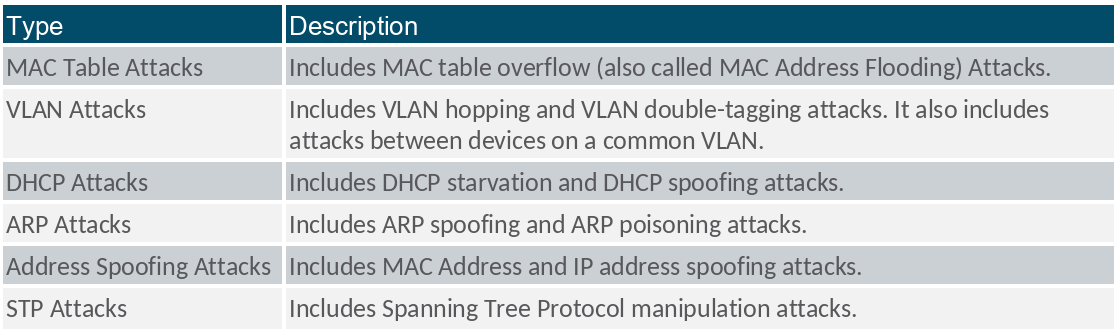 Type Description
MAC Table Attacks Includes MAC table overflow (also called MAC Address Flooding) Attacks.
VLAN Attacks Includes VLAN hopping and VLAN double-tagging attacks. It also includes
attacks between devices on a common VLAN.
DHCP Attacks Includes DHCP starvation and DHCP spoofing attacks.
ARP Attacks Includes ARP spoofing and ARP poisoning attacks.
Address Spoofing Attacks Includes MAC Address and IP address spoofing attacks.
STP Attacks Includes Spanning Tree Protocol manipulation attacks.